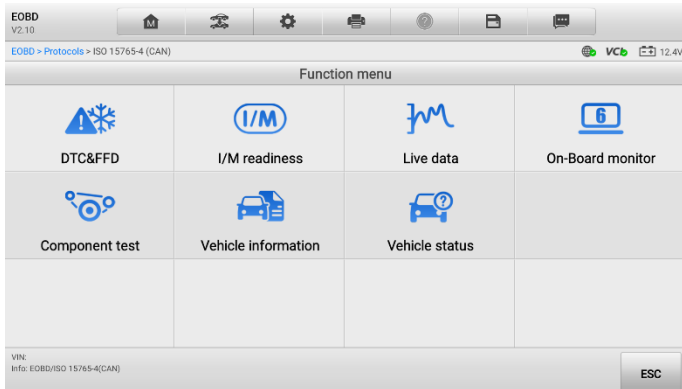 EOBD
V2.10
M
EOBD > Protocols > ISO 15765-4 (CAN)
VCb 12.4V
Function menu
I/M
6
DTC&FFD
I/M readiness
Live data
On-Board monitor
?
Component test
Vehicle information
Vehicle status
VIN:
Info: EOBD/ISO 15765-4(CAN)
ESC